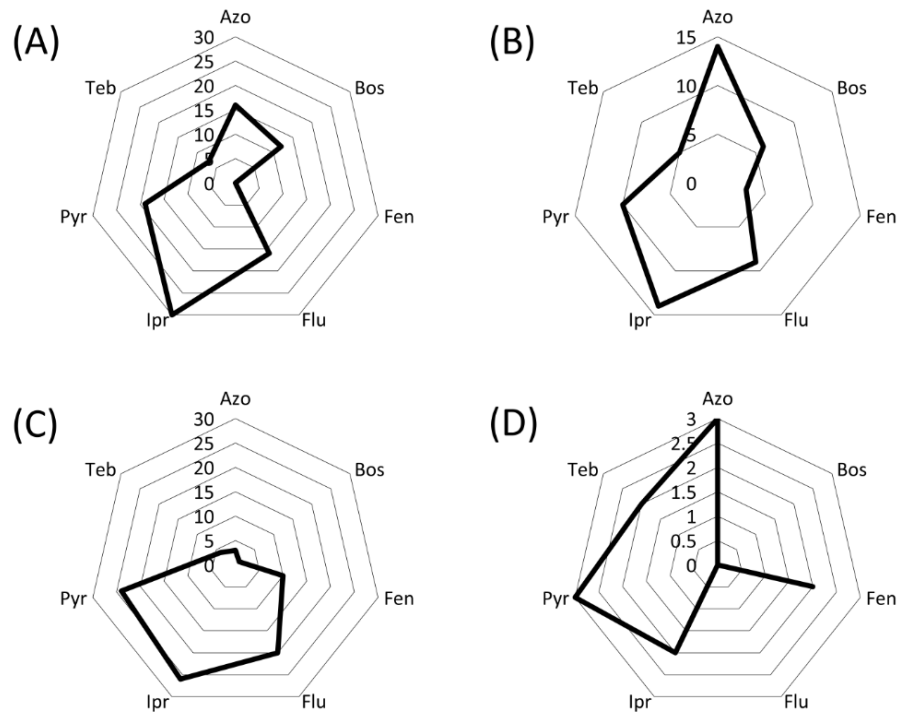 (A)
Azo
Bos
Fen
Flu
Ipr
Pyr
Teb
30
25
20
15
10
5
0
(B)
Azo
Bos
Fen
Flu
Ipr
Pyr
Teb
15
10
5
0
(C)
Azo
Bos
Fen
Flu
Ipr
Pyr
Teb
30
25
20
15
10
5
0
(D)
Azo
Bos
Fen
Flu
Ipr
Pyr
Teb
3
2.5
2
1.5
1
0.5
0